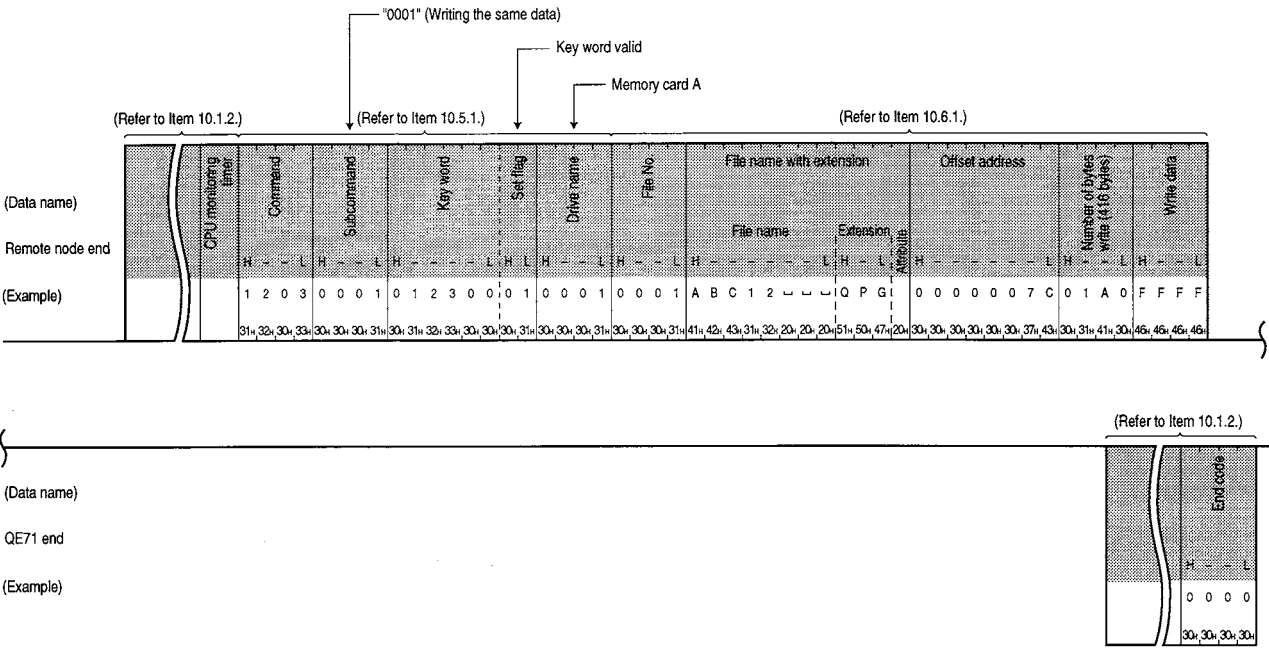 "0001" (Writing the same data)
Key word valid
Memory card A
(Refer to Item 10.1.2.) (Refer to Item 10.5.1.) (Refer to Item 10.6.1.)
(Data name)
Remote node end
CPU monitoring timer
Command
Subcommand
Key word
Set flag
Drive name
File No.
File name with extension
File name
Extension
Attribute
Offset address
Number of bytes write (416 bytes)
Write data
H - - L H - - L H - - - - L H L H - - L H - - L H - - - - - - L H - L H - - - - - - L H - - L H - - L
(Example)
1 2 0 3 0 0 0 1 0 1 2 3 0 0 0 1 0 0 0 1 0 0 0 1 A B C 1 2 ␣ ␣ ␣ Q P G 0 0 0 0 0 0 7 C 0 1 A 0 F F F F
31H 32H 30H 33H 30H 30H 30H 31H 30H 31H 32H 33H 30H 30H 30H 31H 30H 30H 30H 31H 30H 30H 30H 31H 41H 42H 43H 31H 32H 20H 20H 20H 51H 50H 47H 20H 30H 30H 30H 30H 30H 30H 37H 43H 30H 31H 41H 30H 46H 46H 46H 46H
(Refer to Item 10.1.2.)
(Data name)
QE71 end
End code
H - - L
(Example)
0 0 0 0
30H 30H 30H 30H